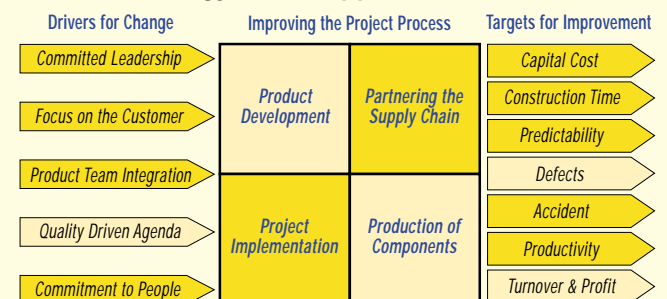 Drivers for Change
Committed Leadership
Focus on the Customer
Product Team Integration
Quality Driven Agenda
Commitment to People
Improving the Project Process
Product
Development
Partnering the
Supply Chain
Project
Implementation
Production of
Components
Targets for Improvement
Capital Cost
Construction Time
Predictability
Defects
Accident
Productivity
Turnover & Profit